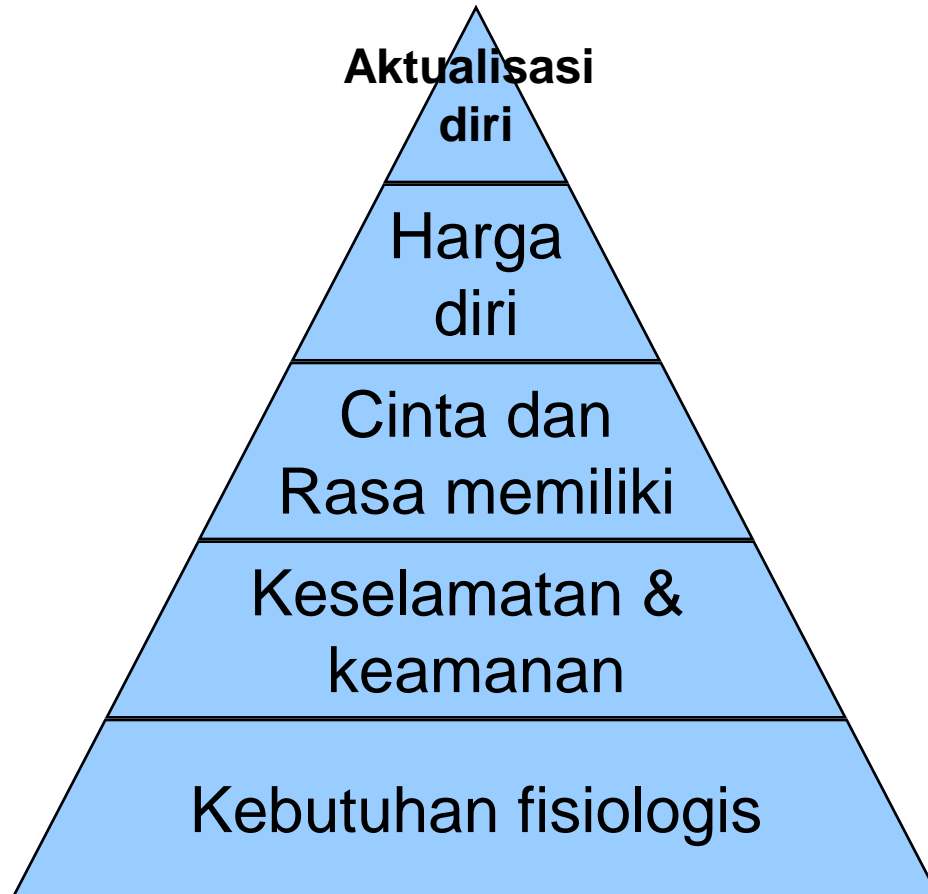 Aktualisasi
diri
Harga
diri
Cinta dan
Rasa memiliki
Keselamatan &
keamanan
Kebutuhan fisiologis